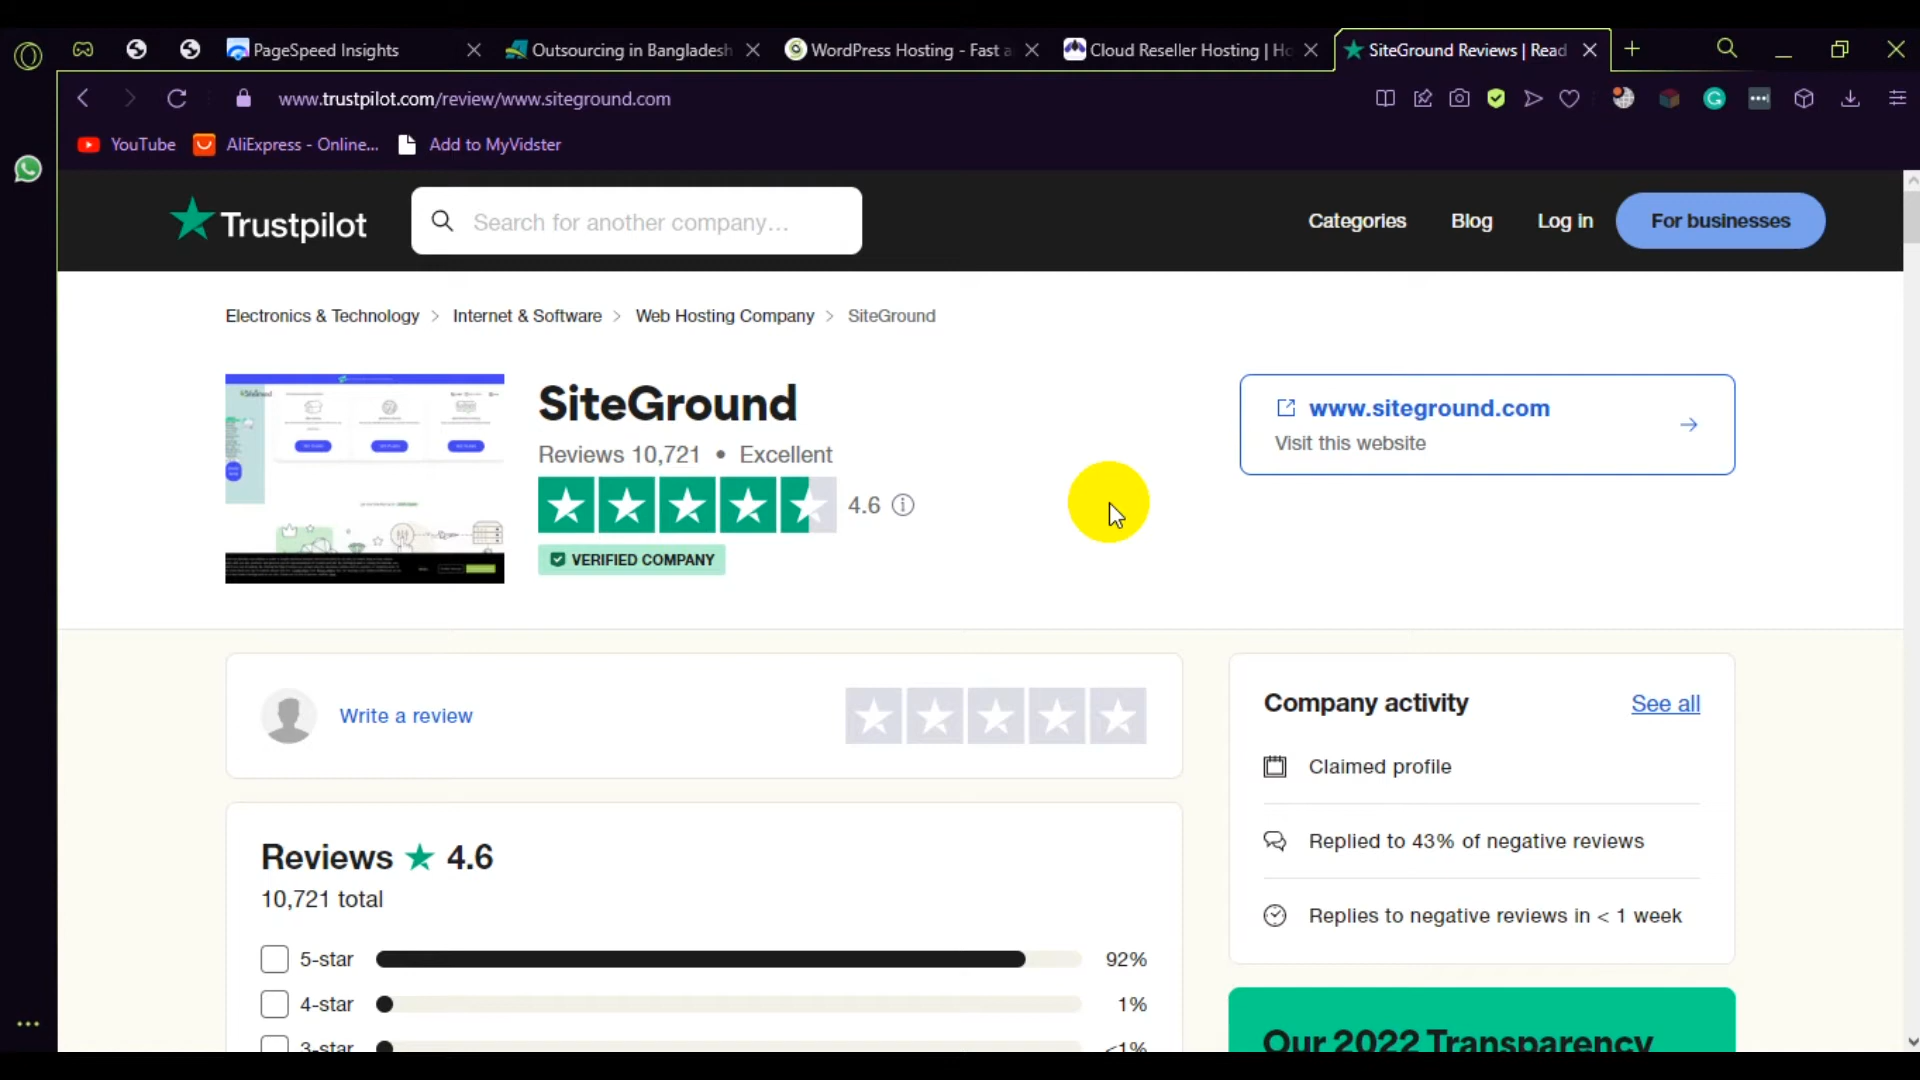 PageSpeed Insights
Outsourcing in Bangladesh
WordPress Hosting - Fast a
Cloud Reseller Hosting | Ho
SiteGround Reviews | Read
www.trustpilot.com/review/www.siteground.com
YouTube
AliExpress - Online...
Add to MyVidster
Trustpilot
Search for another company...
Categories
Blog
Log in
For businesses
Electronics & Technology > Internet & Software > Web Hosting Company > SiteGround
SiteGround
Reviews 10,721 • Excellent
4.6
VERIFIED COMPANY
www.siteground.com
Visit this website
Write a review
Reviews ★ 4.6
10,721 total
5-star 92%
4-star 1%
3-star <1%
Company activity
See all
Claimed profile
Replied to 43% of negative reviews
Replies to negative reviews in < 1 week
Our 2022 Transparency